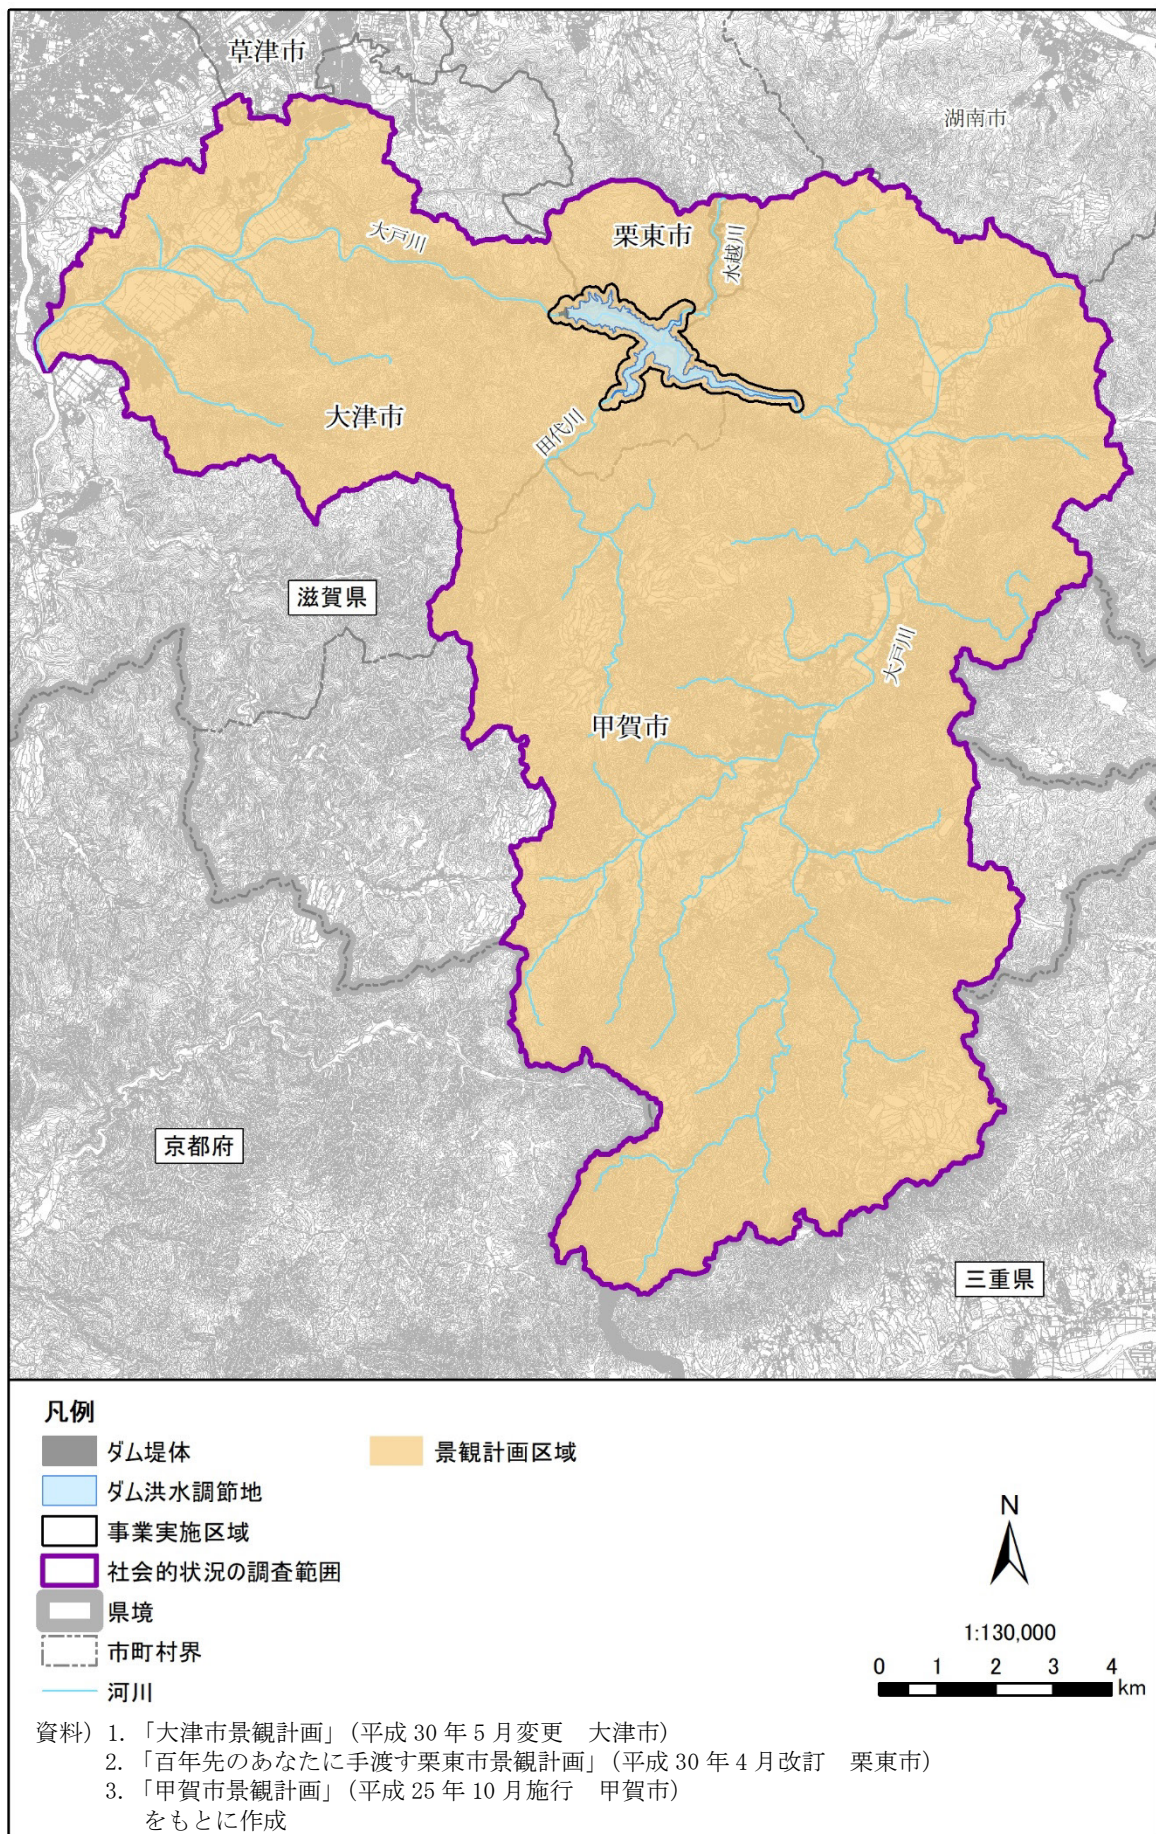 草津市
湖南市
大戸川
栗東市
水越川
大津市
田代川
滋賀県
大戸川
甲賀市
京都府
三重県
凡例
ダム堤体
景観計画区域
ダム洪水調節地
事業実施区域
社会的状況の調査範囲
県境
市町村界
河川
N
1:130,000
0 1 2 3 4
km
資料）1. 「大津市景観計画」（平成 30 年 5 月変更　大津市）
2. 「百年先のあなたに手渡す栗東市景観計画」（平成 30 年 4 月改訂　栗東市）
3. 「甲賀市景観計画」（平成 25 年 10 月施行　甲賀市）
をもとに作成